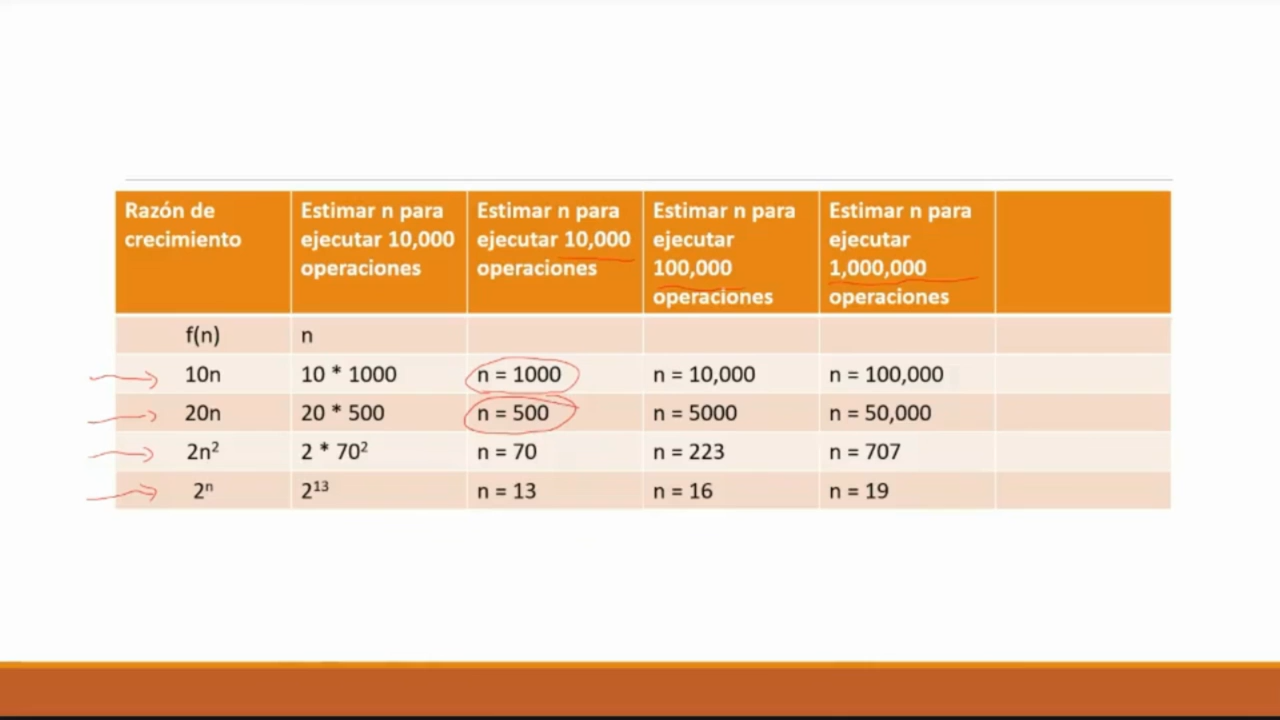 Razón de crecimiento | Estimar n para ejecutar 10,000 operaciones | Estimar n para ejecutar 10,000 operaciones | Estimar n para ejecutar 100,000 operaciones | Estimar n para ejecutar 1,000,000 operaciones
f(n) | n
10n | 10 * 1000 | n = 1000 | n = 10,000 | n = 100,000
20n | 20 * 500 | n = 500 | n = 5000 | n = 50,000
2n² | 2 * 70² | n = 70 | n = 223 | n = 707
2ⁿ | 2¹³ | n = 13 | n = 16 | n = 19